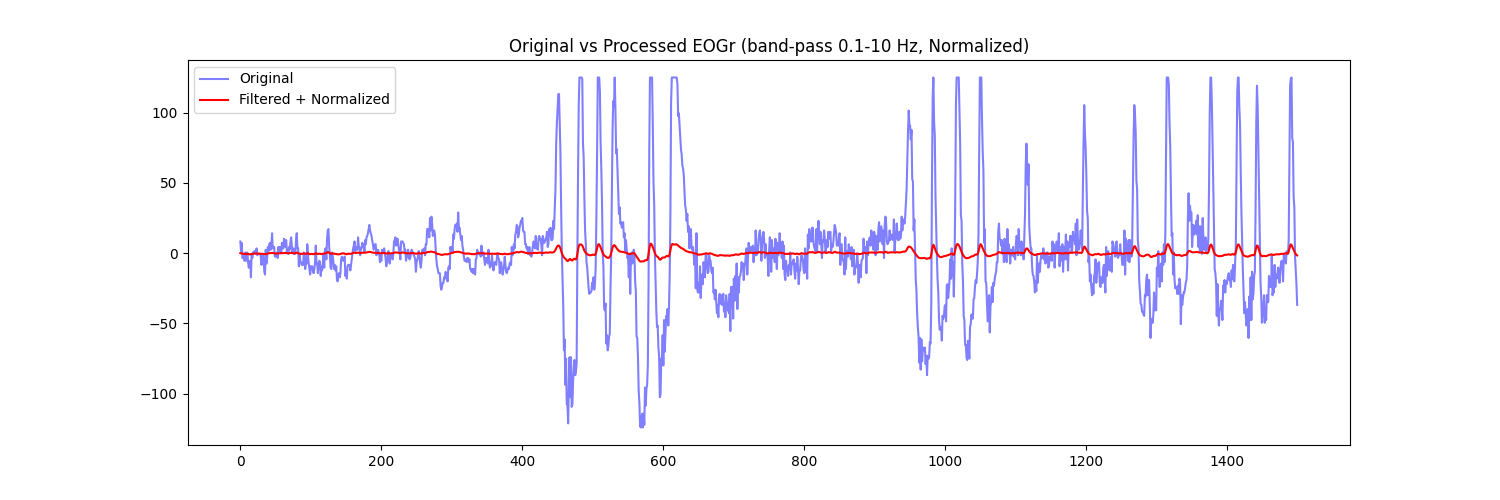 Original vs Processed EOGr (band-pass 0.1-10 Hz, Normalized)
Original
Filtered + Normalized
100
50
0
−50
−100
0 200 400 600 800 1000 1200 1400